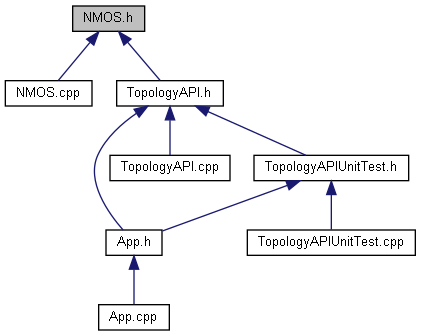 NMOS.h
NMOS.cpp
TopologyAPI.h
TopologyAPI.cpp
TopologyAPIUnitTest.h
App.h
TopologyAPIUnitTest.cpp
App.cpp